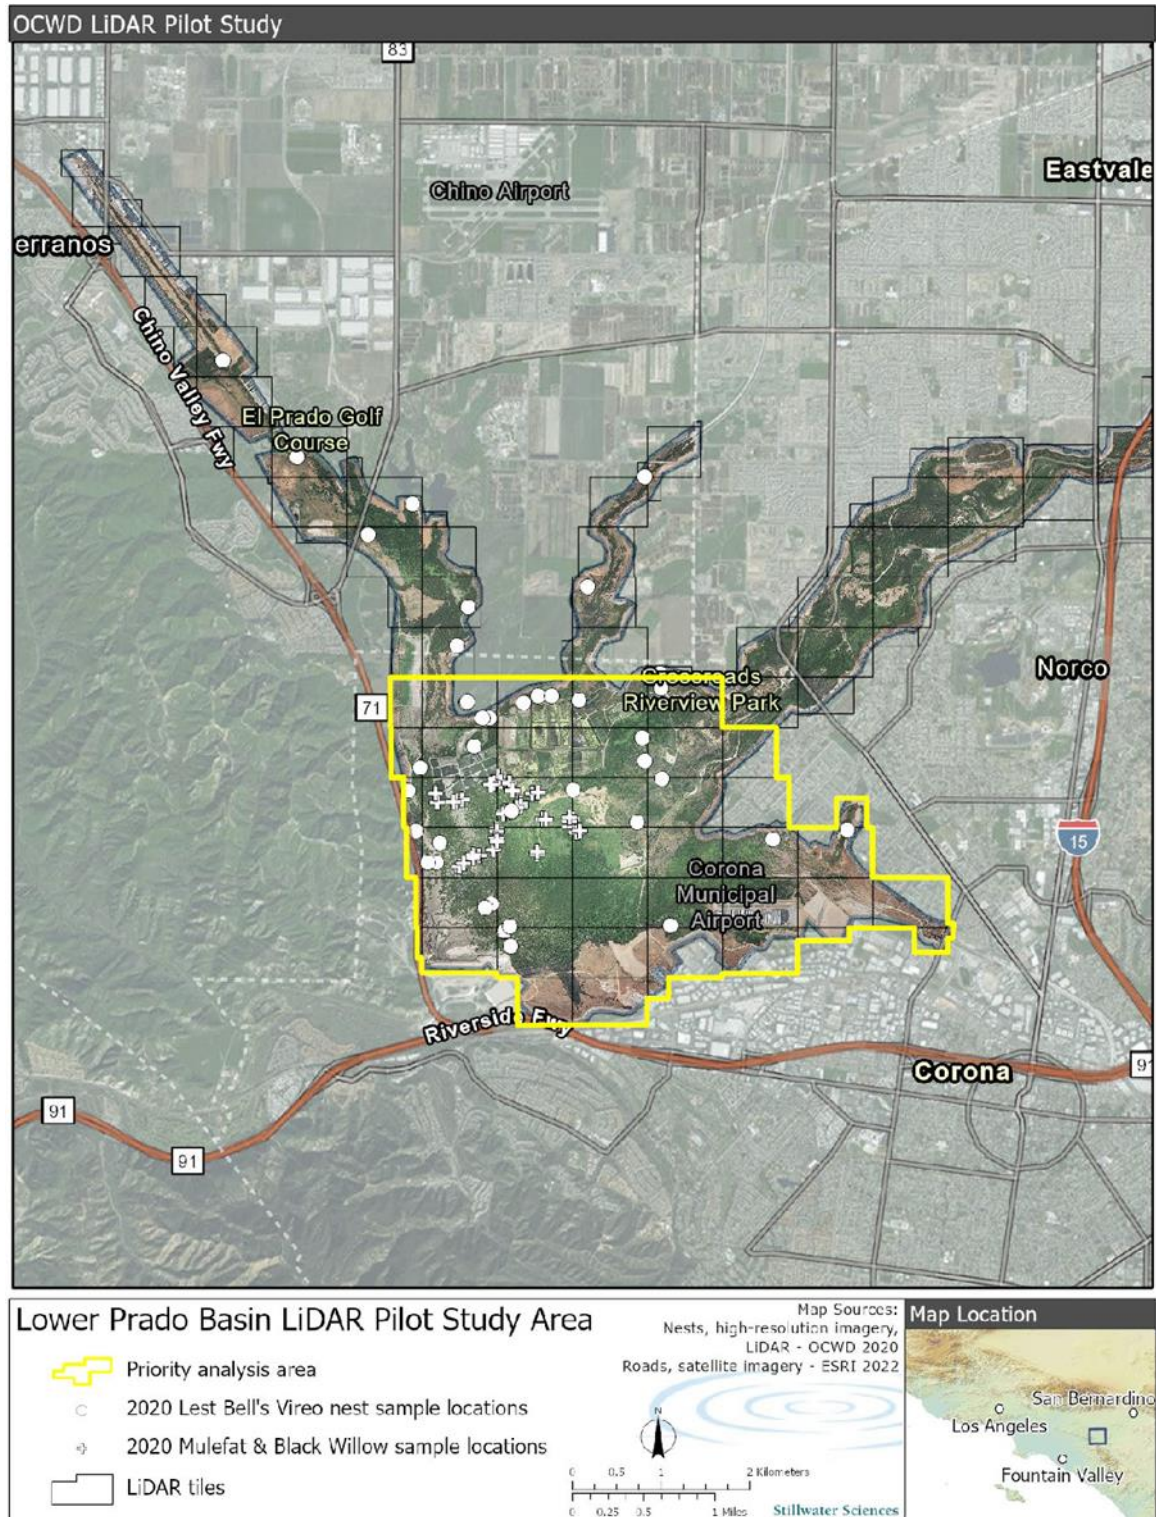 OCWD LiDAR Pilot Study
83
Eastvale
Chino Airport
erranos
Chino Valley Fwy
El Prado Golf
Course
Norco
Crossroads
Riverview Park
71
15
Corona
Municipal
Airport
Riverside Fwy
Corona
91
91
91
Lower Prado Basin LiDAR Pilot Study Area
Priority analysis area
2020 Lest Bell's Vireo nest sample locations
2020 Mulefat & Black Willow sample locations
LiDAR tiles
Map Sources:
Nests, high-resolution imagery,
LiDAR - OCWD 2020
Roads, satellite imagery - ESRI 2022
N
0 0.5 1 2 Kilometers
0 0.25 0.5 1 Miles
Stillwater Sciences
Map Location
San Bernardino
Los Angeles
Fountain Valley